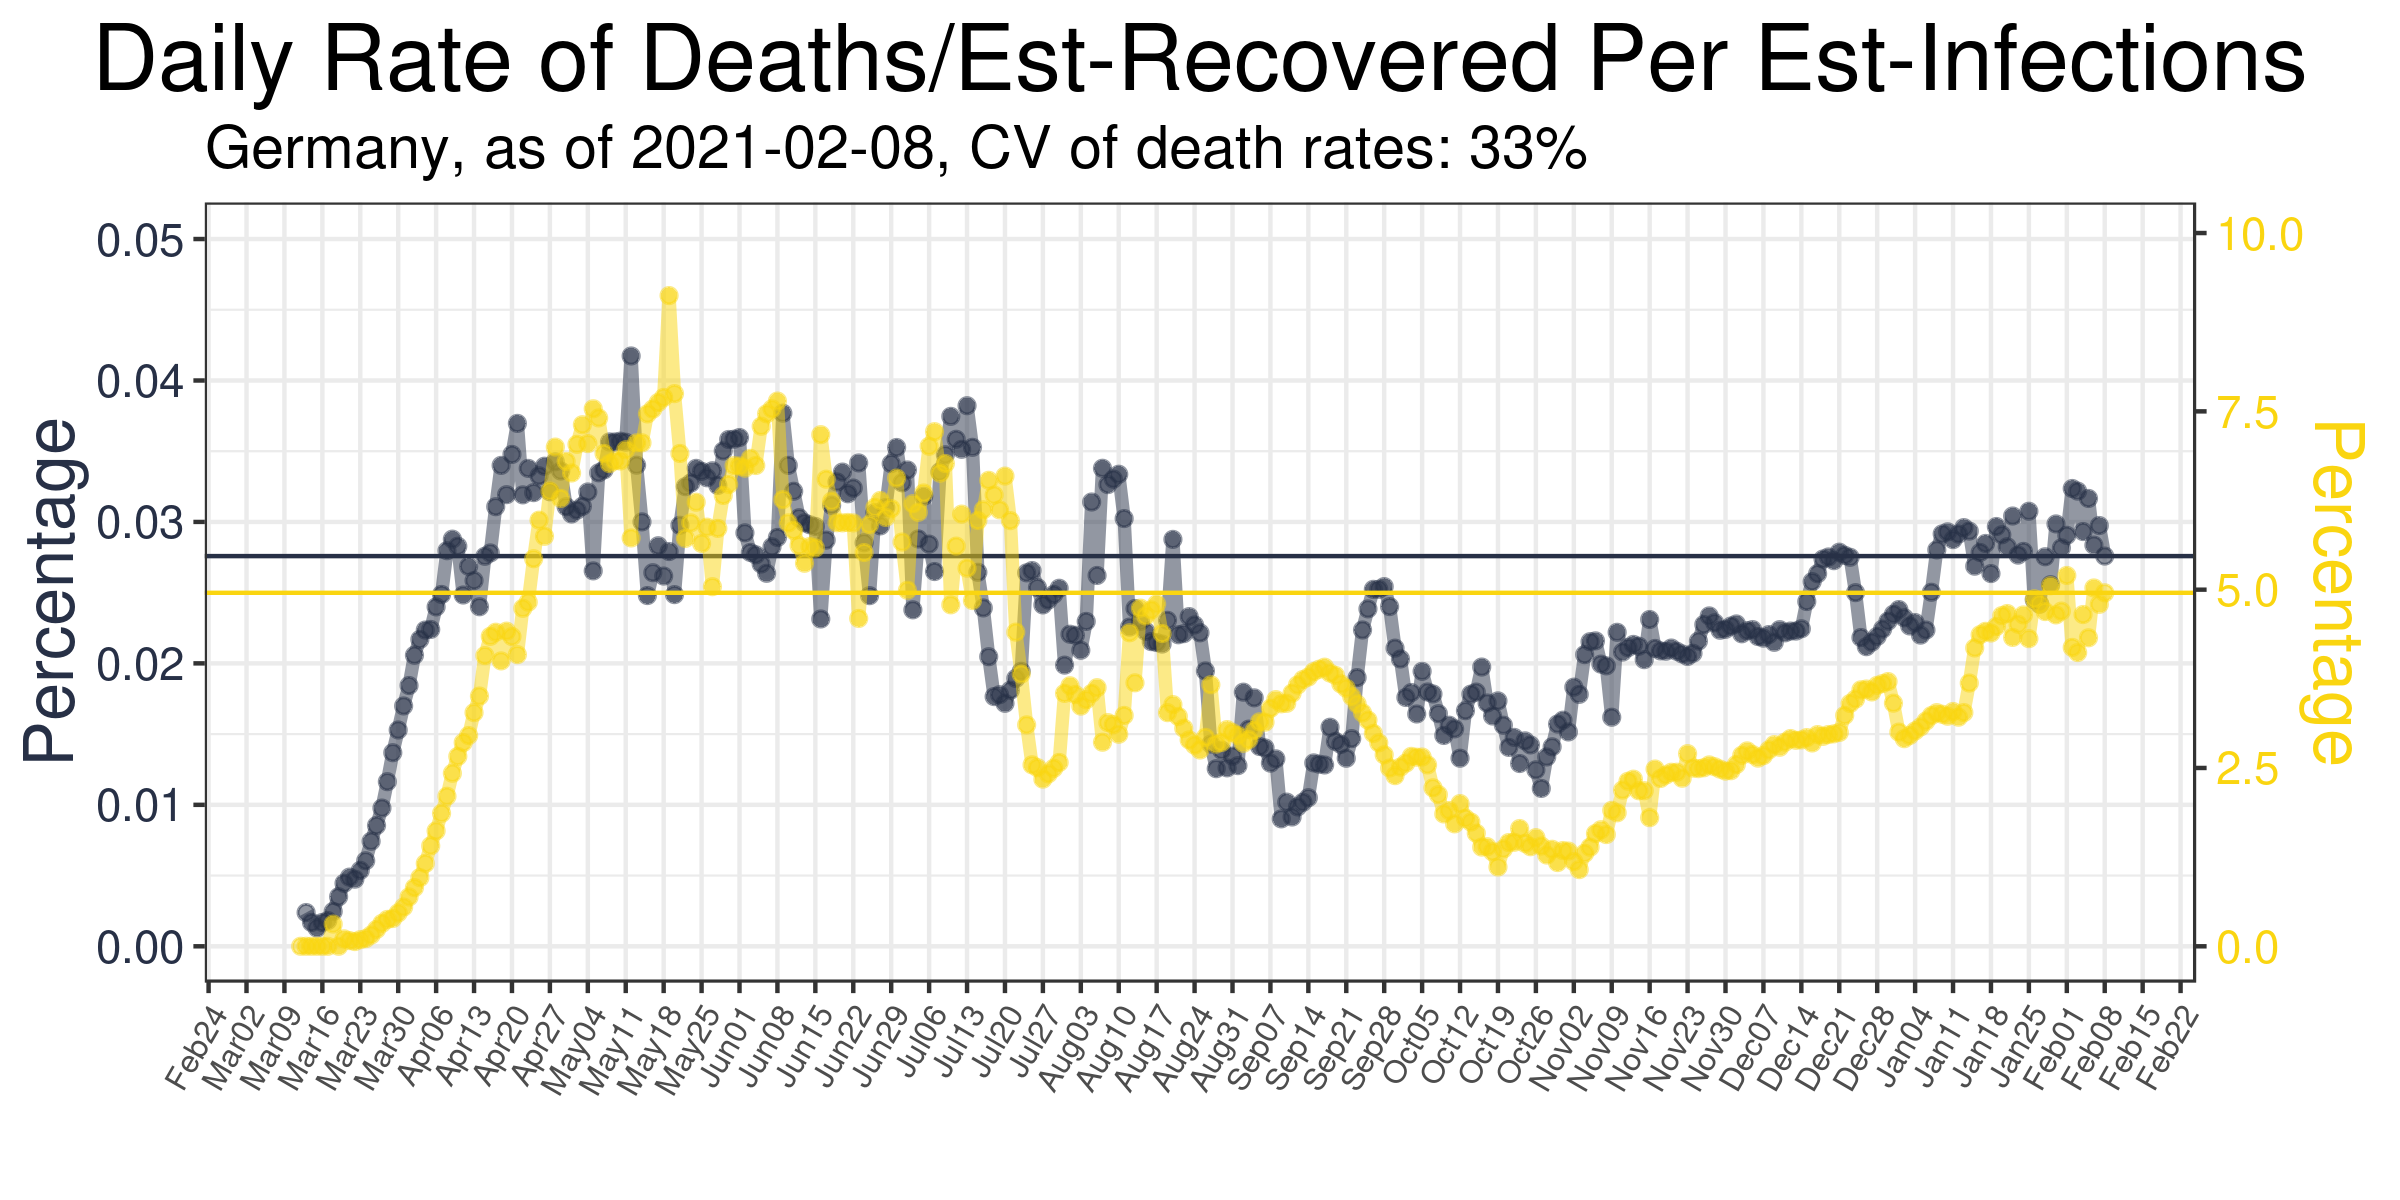 Daily Rate of Deaths/Est-Recovered Per Est-Infections
Germany, as of 2021-02-08, CV of death rates: 33%
Percentage
0.05
0.04
0.03
0.02
0.01
0.00
10.0
7.5
5.0
2.5
0.0
Percentage
Feb24
Mar02
Mar09
Mar16
Mar23
Mar30
Apr06
Apr13
Apr20
Apr27
May04
May11
May18
May25
Jun01
Jun08
Jun15
Jun22
Jun29
Jul06
Jul13
Jul20
Jul27
Aug03
Aug10
Aug17
Aug24
Aug31
Sep07
Sep14
Sep21
Sep28
Oct05
Oct12
Oct19
Oct26
Nov02
Nov09
Nov16
Nov23
Nov30
Dec07
Dec14
Dec21
Dec28
Jan04
Jan11
Jan18
Jan25
Feb01
Feb08
Feb15
Feb22